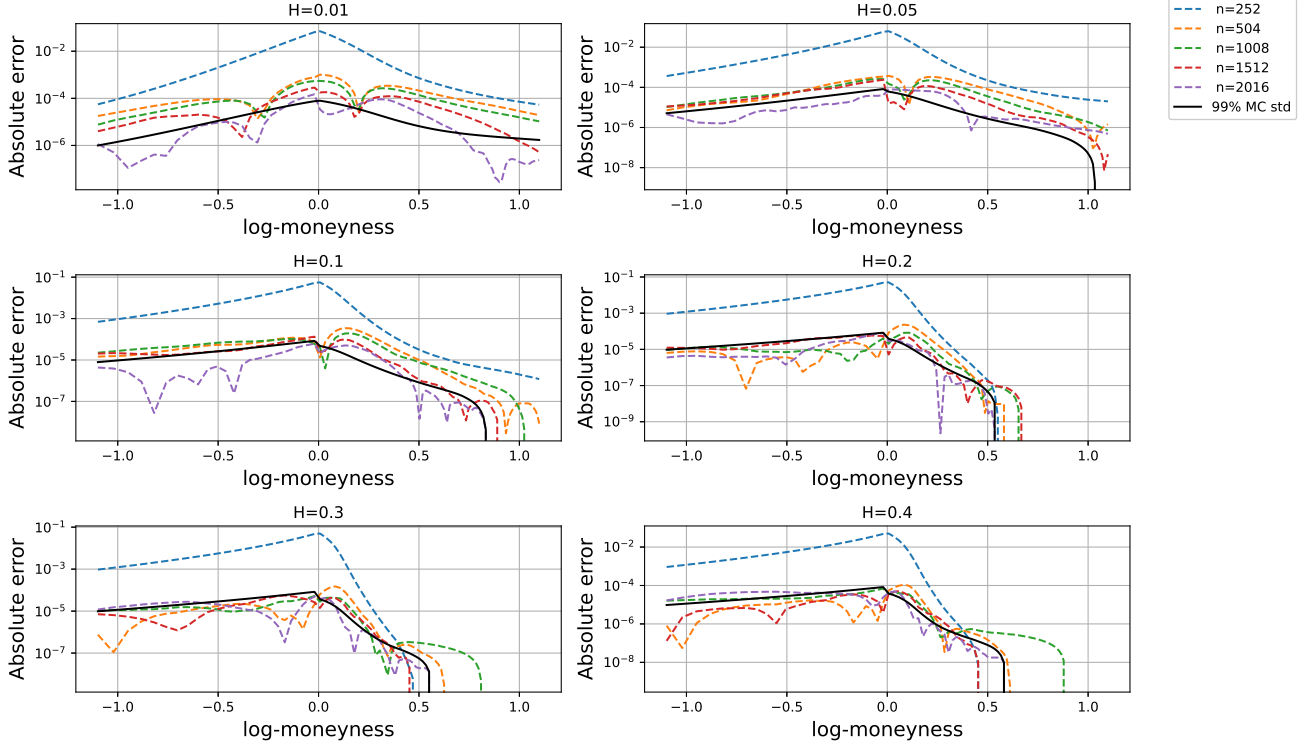 H=0.01
H=0.05
n=252
n=504
n=1008
n=1512
n=2016
99% MC std
Absolute error
10⁻²
10⁻⁴
10⁻⁶
−1.0 −0.5 0.0 0.5 1.0
log-moneyness
Absolute error
10⁻²
10⁻⁴
10⁻⁶
10⁻⁸
−1.0 −0.5 0.0 0.5 1.0
log-moneyness
H=0.1
Absolute error
10⁻¹
10⁻³
10⁻⁵
10⁻⁷
−1.0 −0.5 0.0 0.5 1.0
log-moneyness
H=0.2
Absolute error
10⁻¹
10⁻³
10⁻⁵
10⁻⁷
10⁻⁹
−1.0 −0.5 0.0 0.5 1.0
log-moneyness
H=0.3
Absolute error
10⁻¹
10⁻³
10⁻⁵
10⁻⁷
−1.0 −0.5 0.0 0.5 1.0
log-moneyness
H=0.4
Absolute error
10⁻²
10⁻⁴
10⁻⁶
10⁻⁸
−1.0 −0.5 0.0 0.5 1.0
log-moneyness